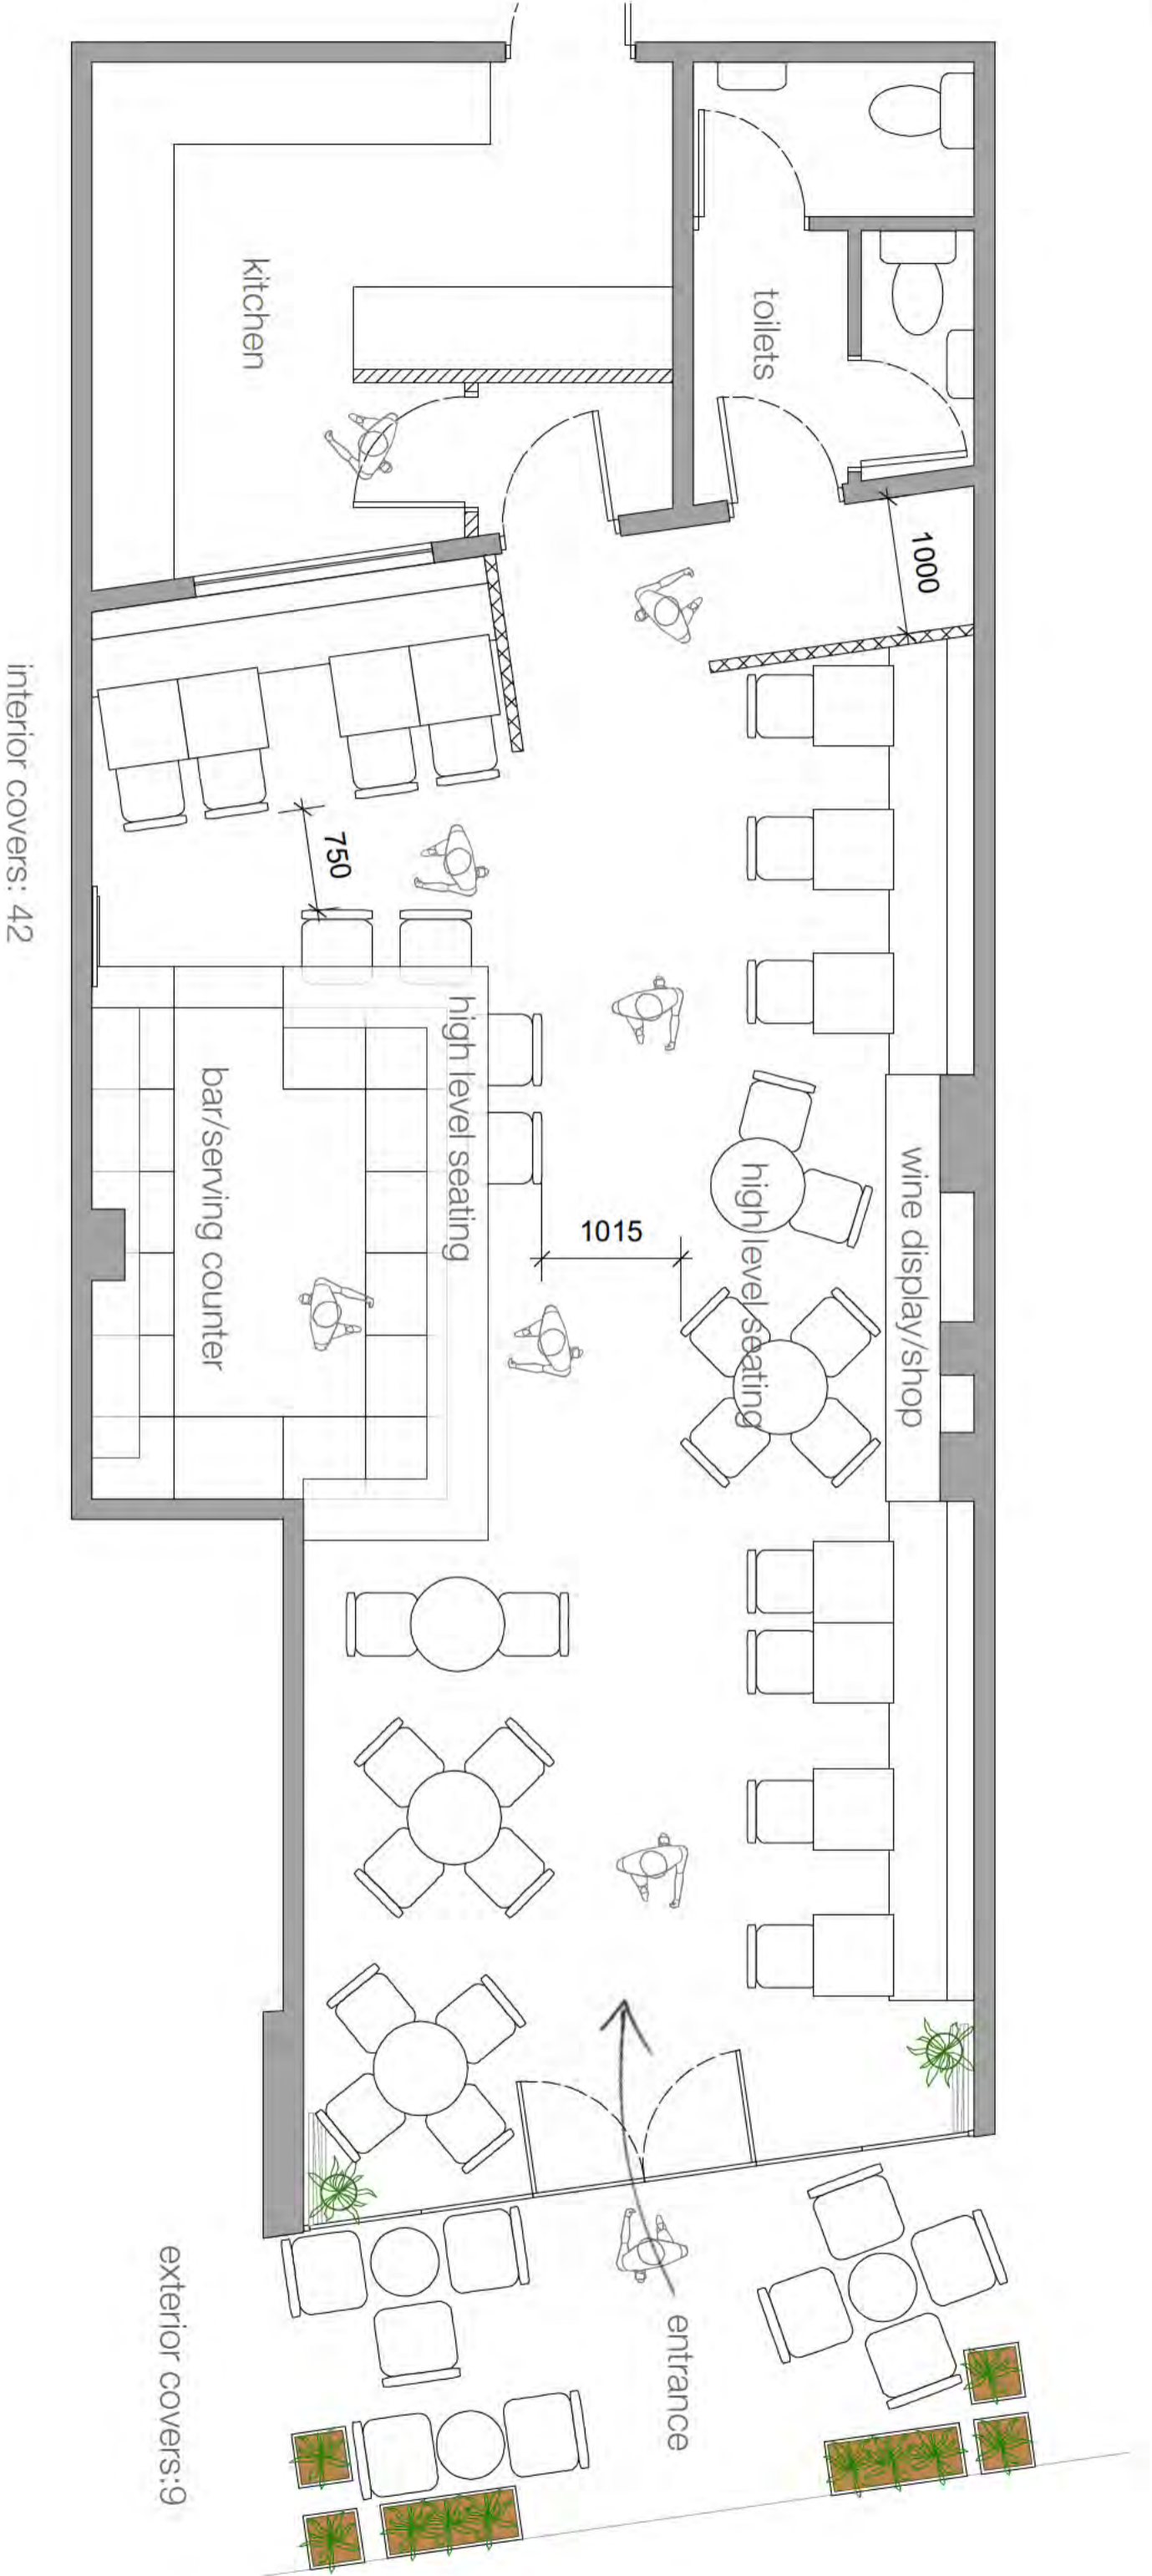 kitchen
toilets
1000
interior covers: 42
750
high level seating
bar/serving counter
1015
high level seating
wine display/shop
entrance
exterior covers:9